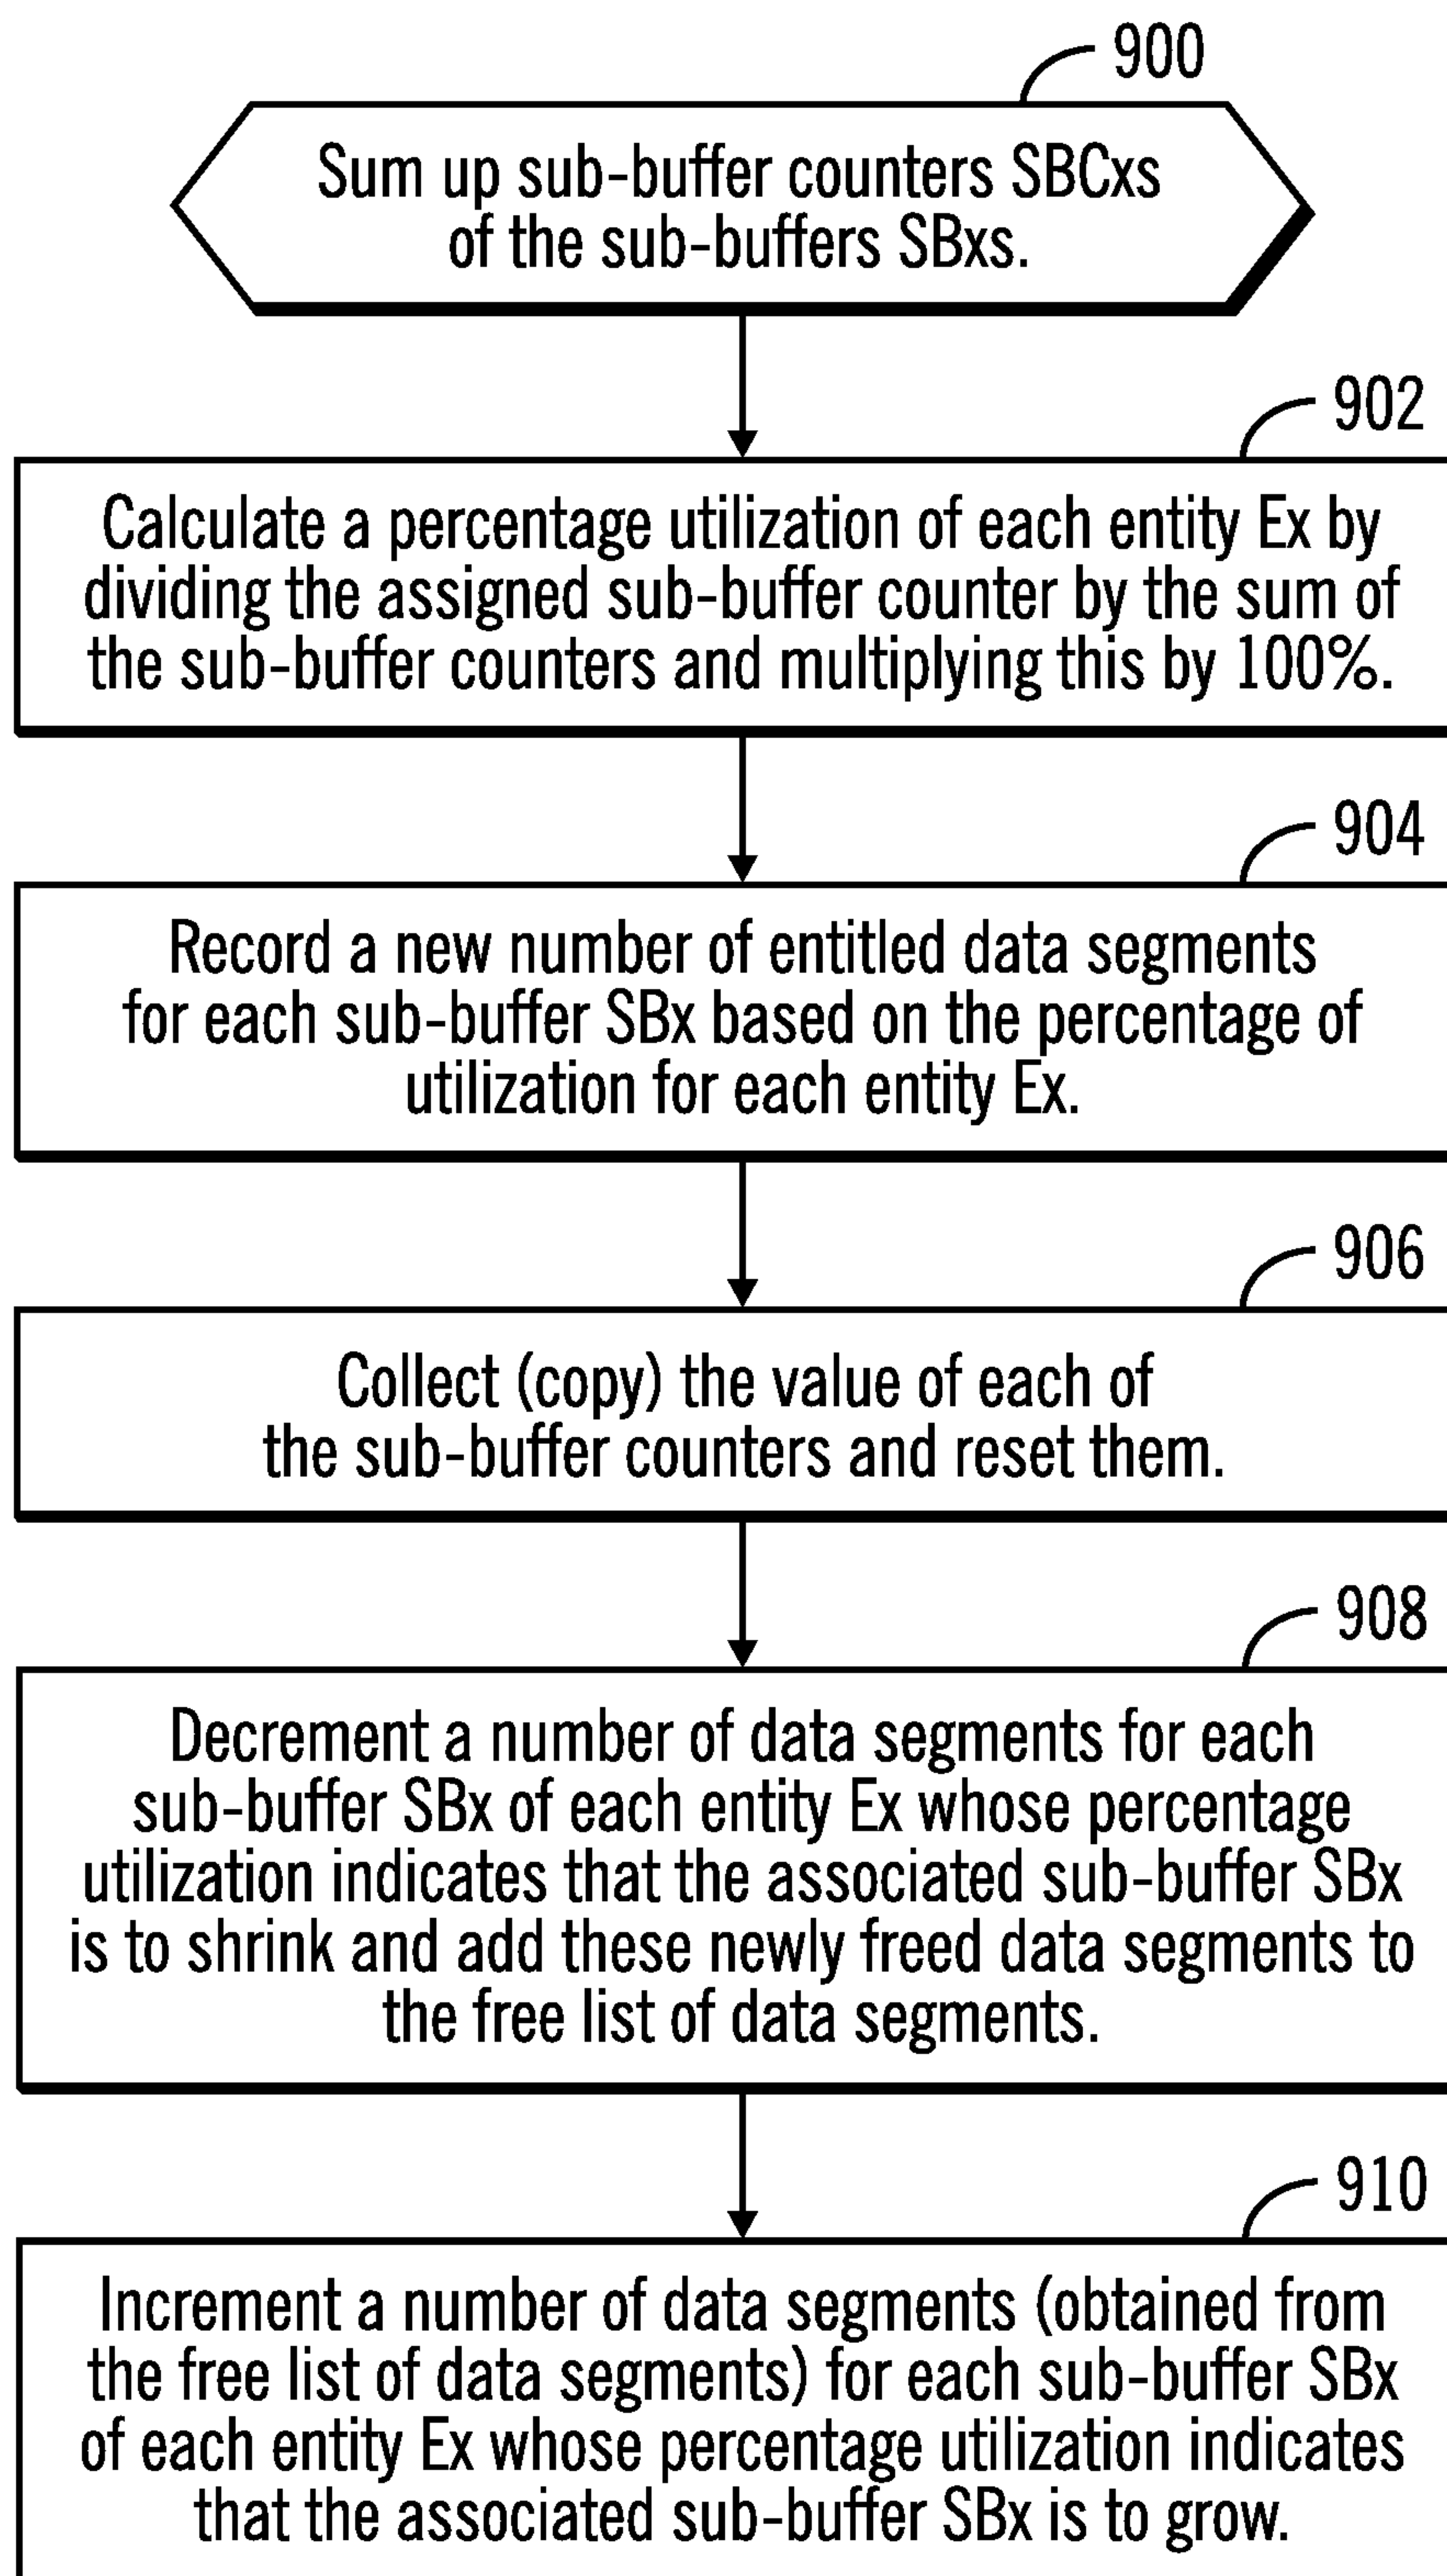 900
Sum up sub-buffer counters SBCxs
of the sub-buffers SBxs.
902
Calculate a percentage utilization of each entity Ex by
dividing the assigned sub-buffer counter by the sum of
the sub-buffer counters and multiplying this by 100%.
904
Record a new number of entitled data segments
for each sub-buffer SBx based on the percentage of
utilization for each entity Ex.
906
Collect (copy) the value of each of
the sub-buffer counters and reset them.
908
Decrement a number of data segments for each
sub-buffer SBx of each entity Ex whose percentage
utilization indicates that the associated sub-buffer SBx
is to shrink and add these newly freed data segments to
the free list of data segments.
910
Increment a number of data segments (obtained from
the free list of data segments) for each sub-buffer SBx
of each entity Ex whose percentage utilization indicates
that the associated sub-buffer SBx is to grow.